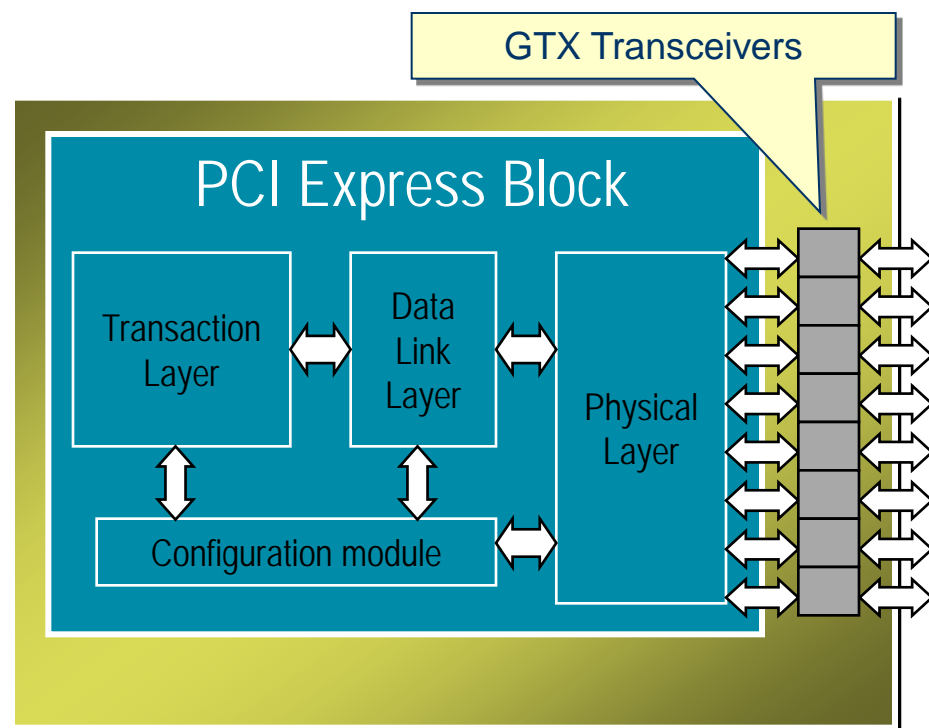 GTX Transceivers
PCI Express Block
Transaction
Layer
Data
Link
Layer
Physical
Layer
Configuration module